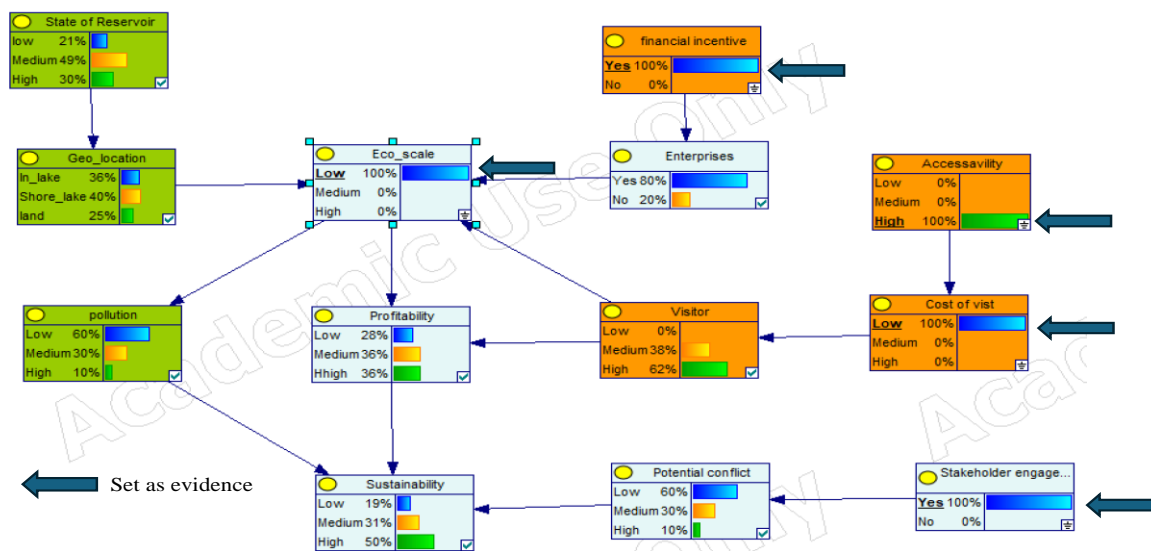 State of Reservoir
low 21%
Medium 49%
High 30%
financial incentive
Yes 100%
No 0%
Geo_location
In_lake 36%
Shore_lake 40%
land 25%
Eco_scale
Low 100%
Medium 0%
High 0%
Enterprises
Yes 80%
No 20%
Accessavility
Low 0%
Medium 0%
High 100%
pollution
Low 60%
Medium 30%
High 10%
Profitability
Low 28%
Medium 36%
Hhigh 36%
Visitor
Low 0%
Medium 38%
High 62%
Cost of vist
Low 100%
Medium 0%
High 0%
Set as evidence
Sustainability
Low 19%
Medium 31%
High 50%
Potential conflict
Low 60%
Medium 30%
High 10%
Stakeholder engage...
Yes 100%
No 0%
Academic Use Only
Acad
Only